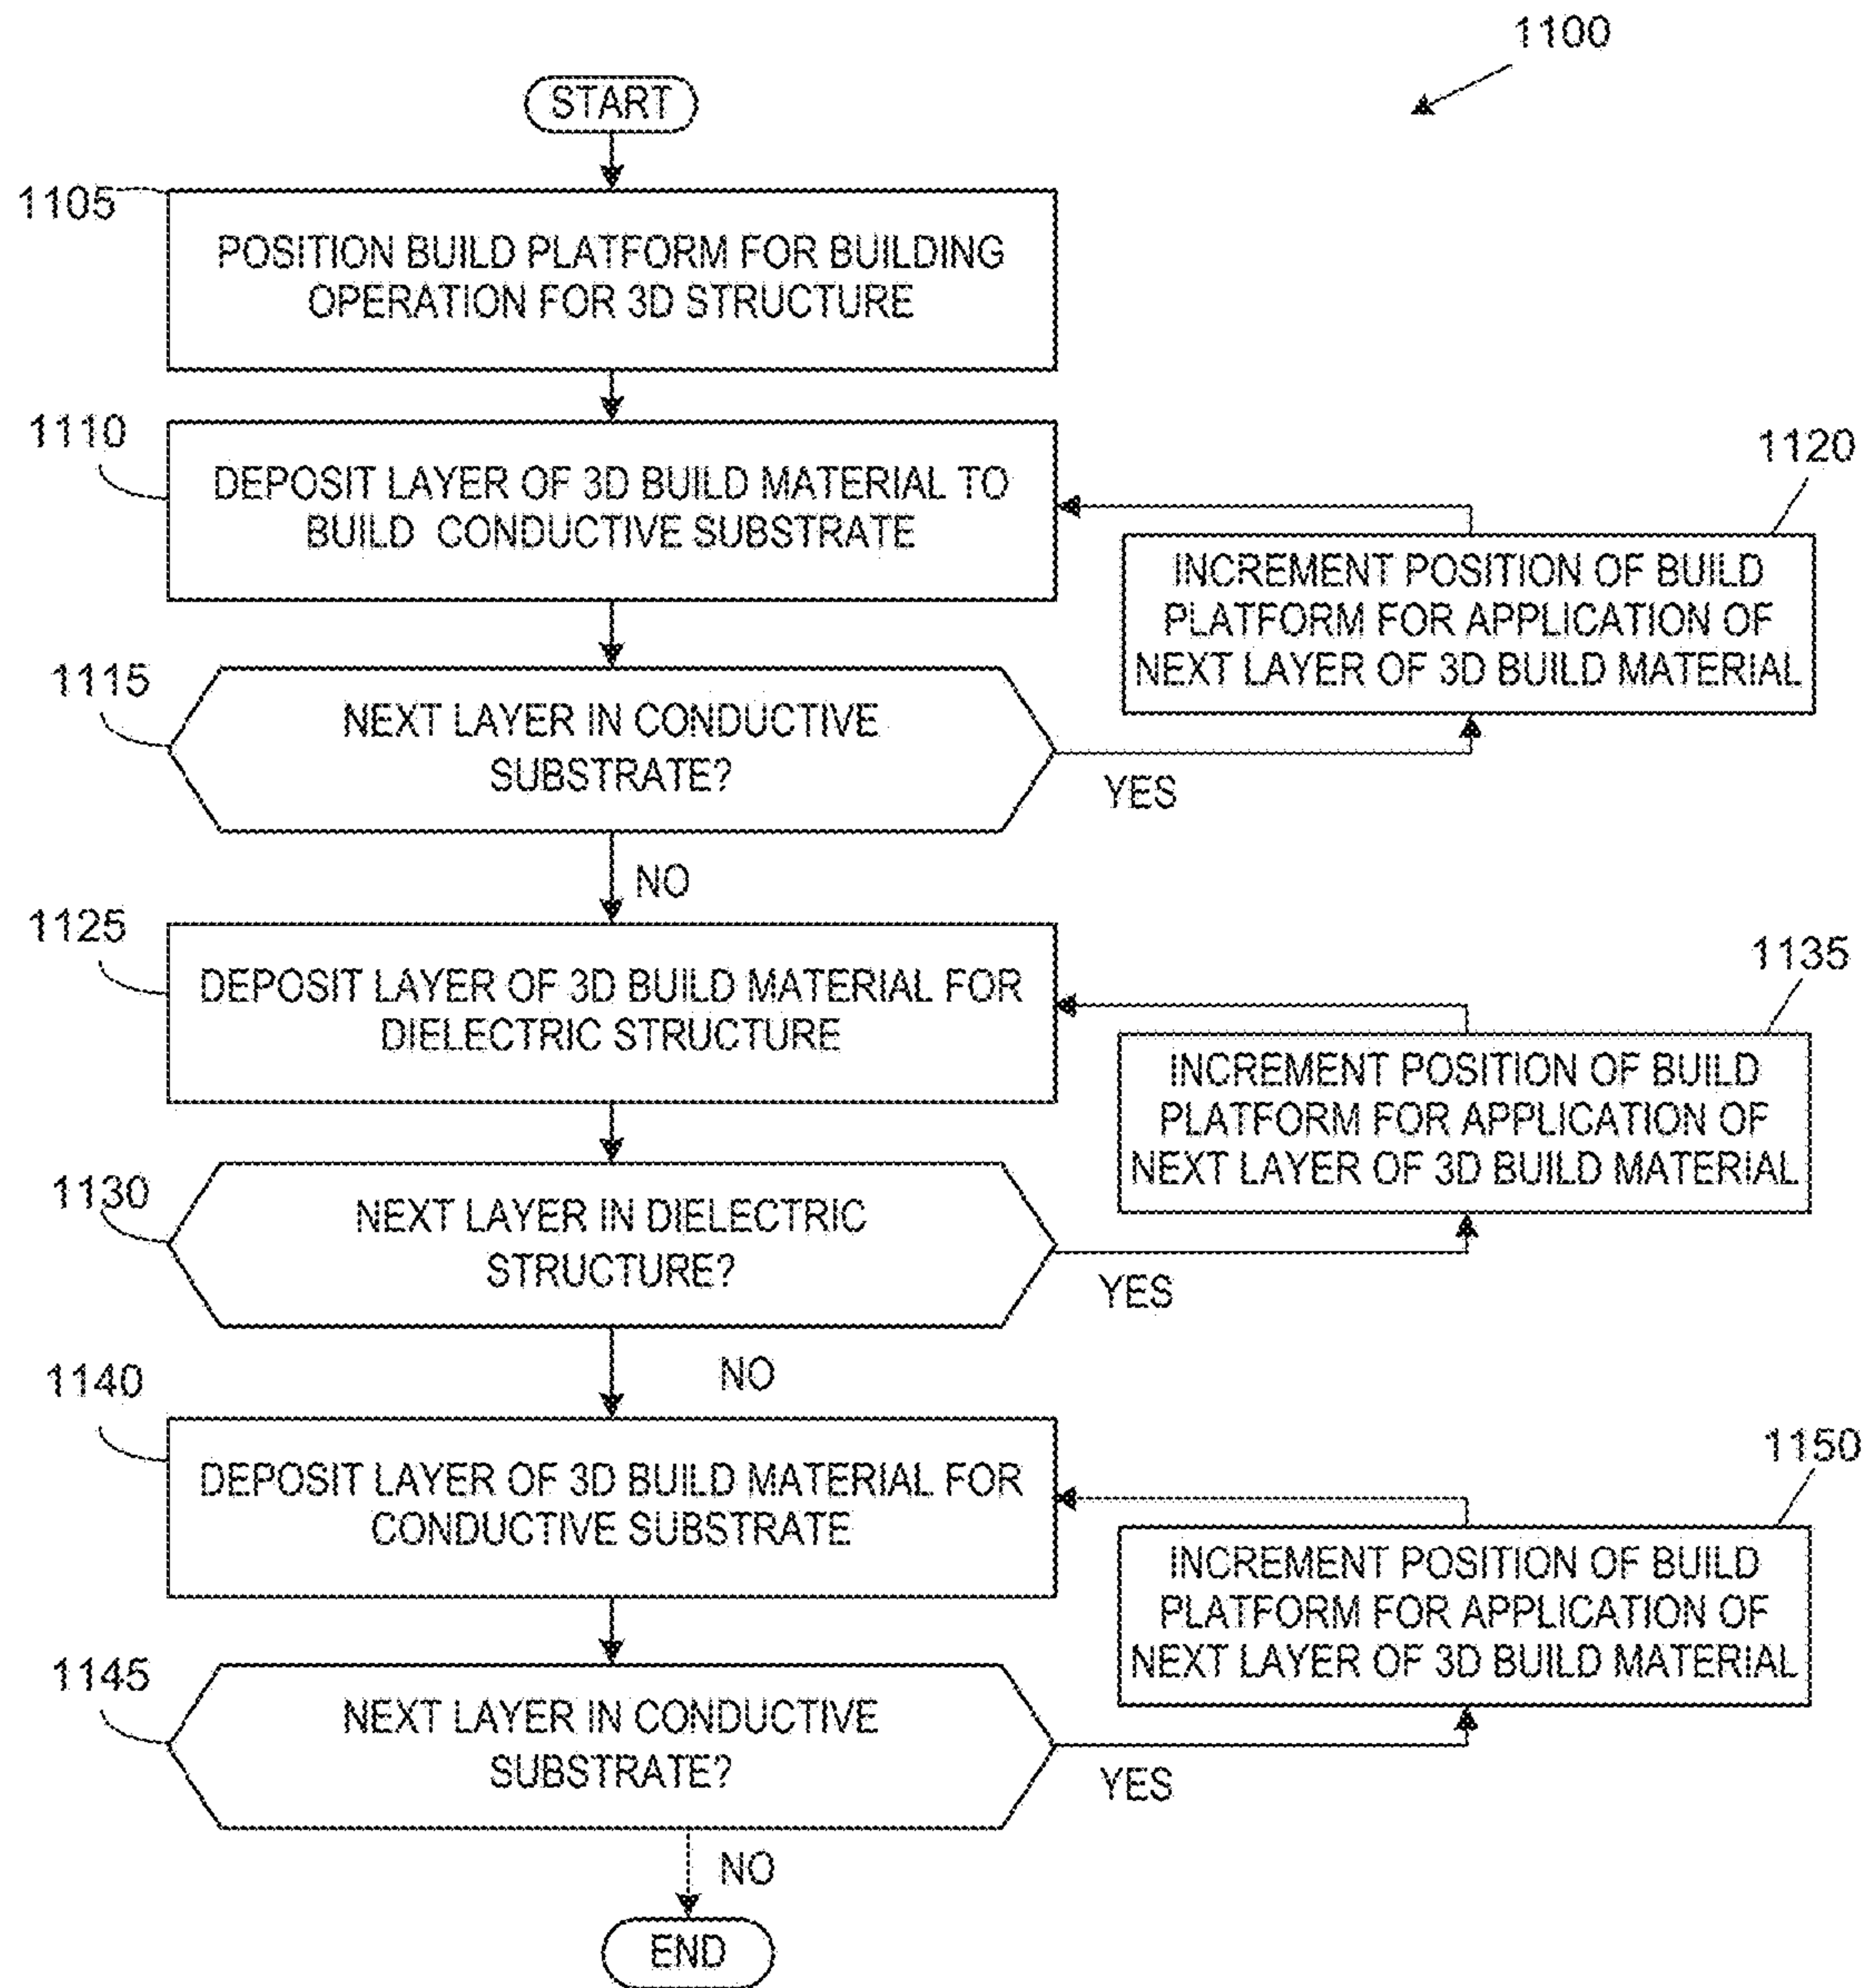 1100
START
1105
POSITION BUILD PLATFORM FOR BUILDING
OPERATION FOR 3D STRUCTURE
1110
DEPOSIT LAYER OF 3D BUILD MATERIAL TO
BUILD CONDUCTIVE SUBSTRATE
1120
INCREMENT POSITION OF BUILD
PLATFORM FOR APPLICATION OF
NEXT LAYER OF 3D BUILD MATERIAL
1115
NEXT LAYER IN CONDUCTIVE
SUBSTRATE?
YES
NO
1125
DEPOSIT LAYER OF 3D BUILD MATERIAL FOR
DIELECTRIC STRUCTURE
1135
INCREMENT POSITION OF BUILD
PLATFORM FOR APPLICATION OF
NEXT LAYER OF 3D BUILD MATERIAL
1130
NEXT LAYER IN DIELECTRIC
STRUCTURE?
YES
NO
1140
DEPOSIT LAYER OF 3D BUILD MATERIAL FOR
CONDUCTIVE SUBSTRATE
1150
INCREMENT POSITION OF BUILD
PLATFORM FOR APPLICATION OF
NEXT LAYER OF 3D BUILD MATERIAL
1145
NEXT LAYER IN CONDUCTIVE
SUBSTRATE?
YES
NO
END